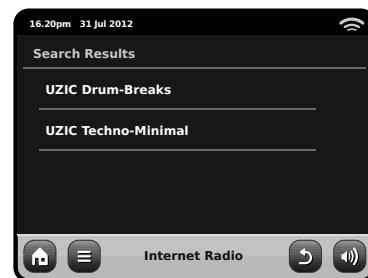 16.20pm 31 Jul 2012
Search Results
UZIC Drum-Breaks
UZIC Techno-Minimal
Internet Radio